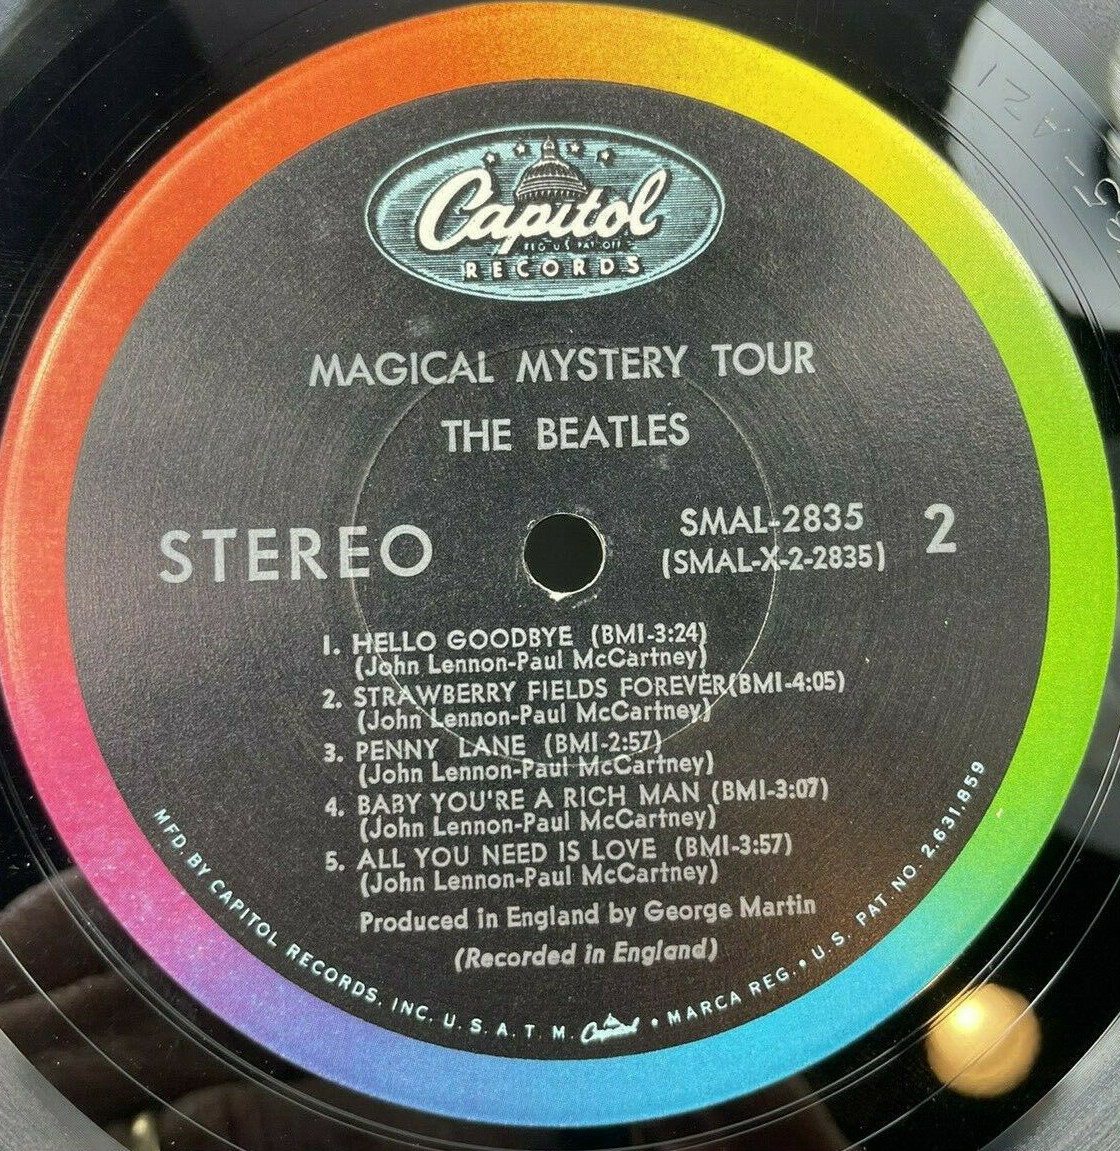 Capitol
REG. U.S. PAT. OFF.
RECORDS
MAGICAL MYSTERY TOUR
THE BEATLES
STEREO
SMAL-2835
(SMAL-X-2-2835)
2
1. HELLO GOODBYE (BMI-3:24)
(John Lennon-Paul McCartney)
2. STRAWBERRY FIELDS FOREVER(BMI-4:05)
(John Lennon-Paul McCartney)
3. PENNY LANE (BMI-2:57)
(John Lennon-Paul McCartney)
4. BABY YOU'RE A RICH MAN (BMI-3:07)
(John Lennon-Paul McCartney)
5. ALL YOU NEED IS LOVE (BMI-3:57)
(John Lennon-Paul McCartney)
Produced in England by George Martin
(Recorded in England)
MFD. BY CAPITOL RECORDS, INC. U.S.A. T.M. Capitol • MARCA REG. • U.S. PAT. NO. 2,631,859